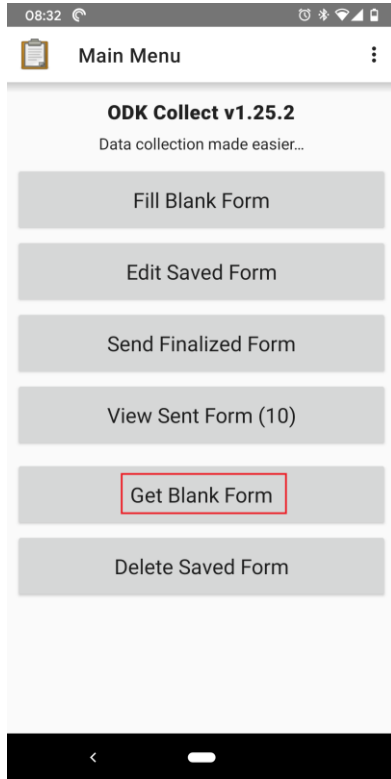 08:32
Main Menu
ODK Collect v1.25.2
Data collection made easier...
Fill Blank Form
Edit Saved Form
Send Finalized Form
View Sent Form (10)
Get Blank Form
Delete Saved Form